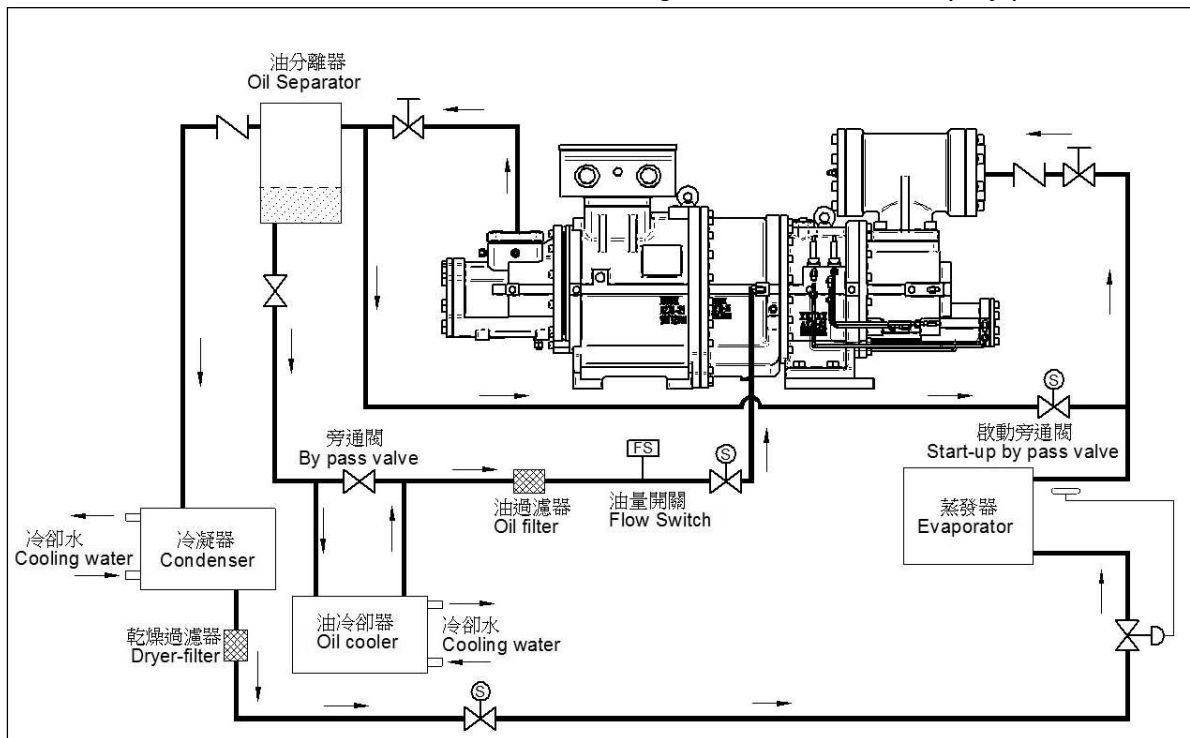 油分離器
Oil Separator
S
旁通閥
By pass valve
FS
S
啟動旁通閥
Start-up by pass valve
油過濾器
Oil filter
油量開關
Flow Switch
蒸發器
Evaporator
冷卻水
Cooling water
冷凝器
Condenser
油冷卻器
Oil cooler
冷卻水
Cooling water
乾燥過濾器
Dryer-filter
S